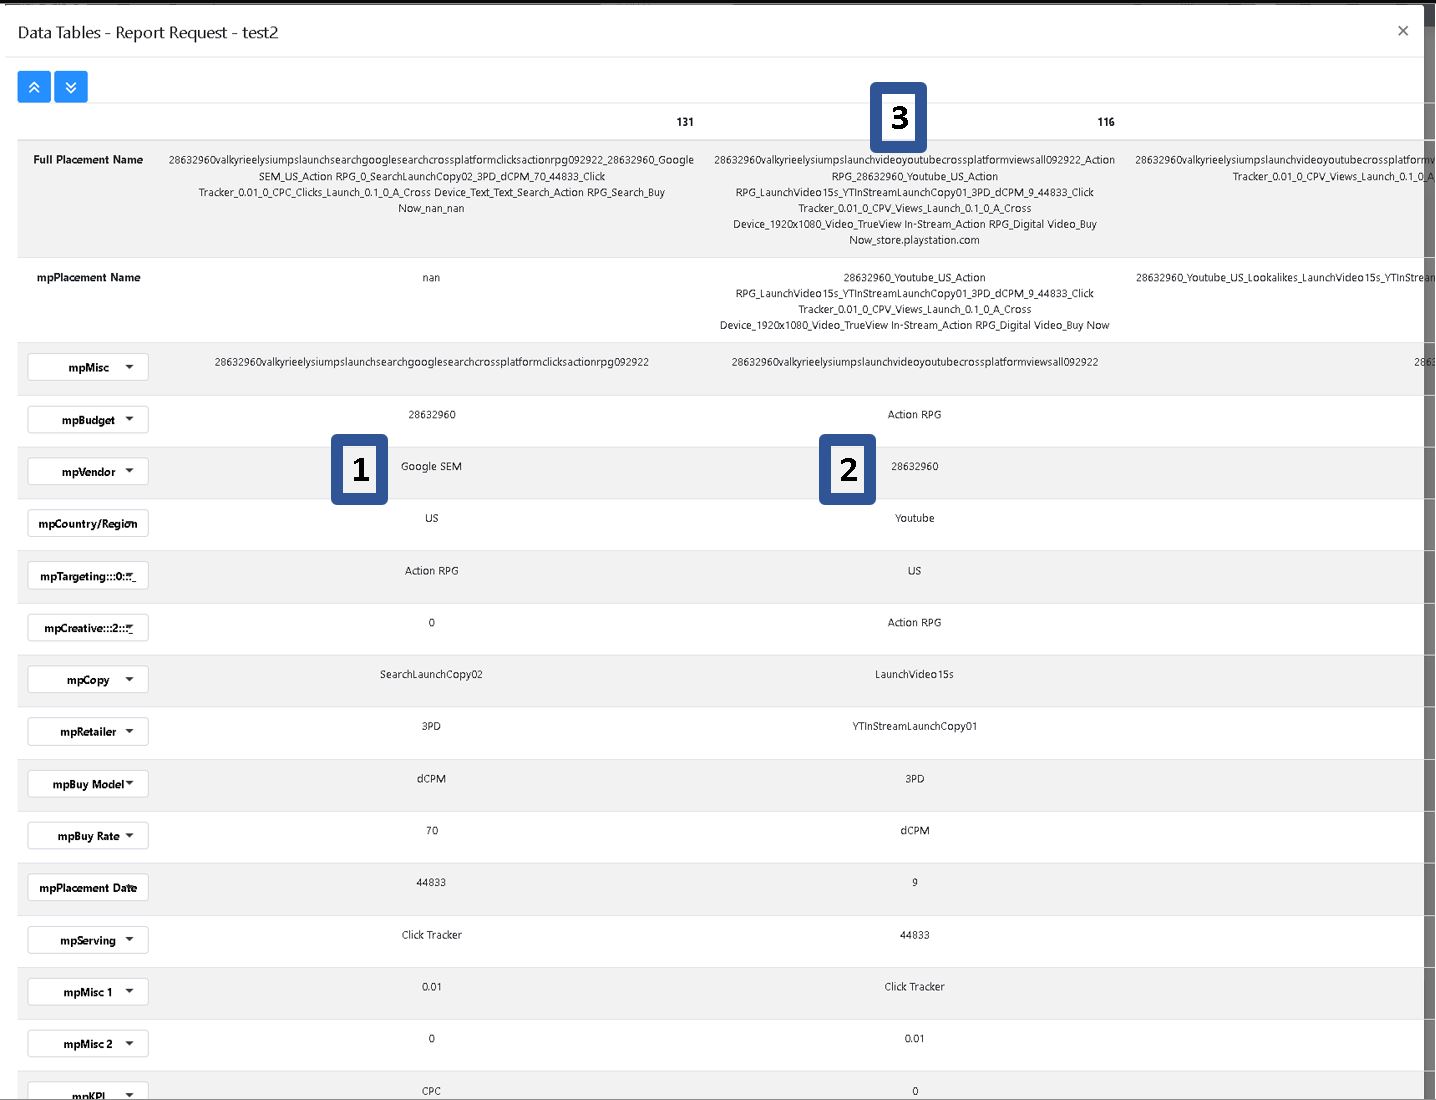 Data Tables - Report Request - test2
×
3
131 116
Full Placement Name
28632960valkyrieelysiumpslaunchsearchgooglesearchcrossplatformclicksactionrpg092922_28632960_Google
SEM_US_Action RPG_0_SearchLaunchCopy02_3PD_dCPM_70_44833_Click
Tracker_0.01_0_CPC_Clicks_Launch_0.1_0_A_Cross Device_Text_Text_Search_Action RPG_Search_Buy
Now_nan_nan
28632960valkyrieelysiumpslaunchvideoyoutubecrossplatformviewsall092922_Action
RPG_28632960_Youtube_US_Action
RPG_LaunchVideo15s_YTInStreamLaunchCopy01_3PD_dCPM_9_44833_Click
Tracker_0.01_0_CPV_Views_Launch_0.1_0_A_Cross
Device_1920x1080_Video_TrueView In-Stream_Action RPG_Digital Video_Buy
Now_store.playstation.com
28632960valkyrieelysiumpslaunchvideoyoutubecrossplatformv
Tracker_0.01_0_CPV_Views_Launch_0.1_0_A
mpPlacement Name
nan
28632960_Youtube_US_Action
RPG_LaunchVideo15s_YTInStreamLaunchCopy01_3PD_dCPM_9_44833_Click
Tracker_0.01_0_CPV_Views_Launch_0.1_0_A_Cross
Device_1920x1080_Video_TrueView In-Stream_Action RPG_Digital Video_Buy Now
28632960_Youtube_US_Lookalikes_LaunchVideo15s_YTInStrea
mpMisc 28632960valkyrieelysiumpslaunchsearchgooglesearchcrossplatformclicksactionrpg092922 28632960valkyrieelysiumpslaunchvideoyoutubecrossplatformviewsall092922 2863
mpBudget 28632960 Action RPG
mpVendor 1 Google SEM 2 28632960
mpCountry/Region US Youtube
mpTargeting:::0:::_ Action RPG US
mpCreative:::2:::_ 0 Action RPG
mpCopy SearchLaunchCopy02 LaunchVideo15s
mpRetailer 3PD YTInStreamLaunchCopy01
mpBuy Model dCPM 3PD
mpBuy Rate 70 dCPM
mpPlacement Date 44833 9
mpServing Click Tracker 44833
mpMisc 1 0.01 Click Tracker
mpMisc 2 0 0.01
mpKPI CPC 0